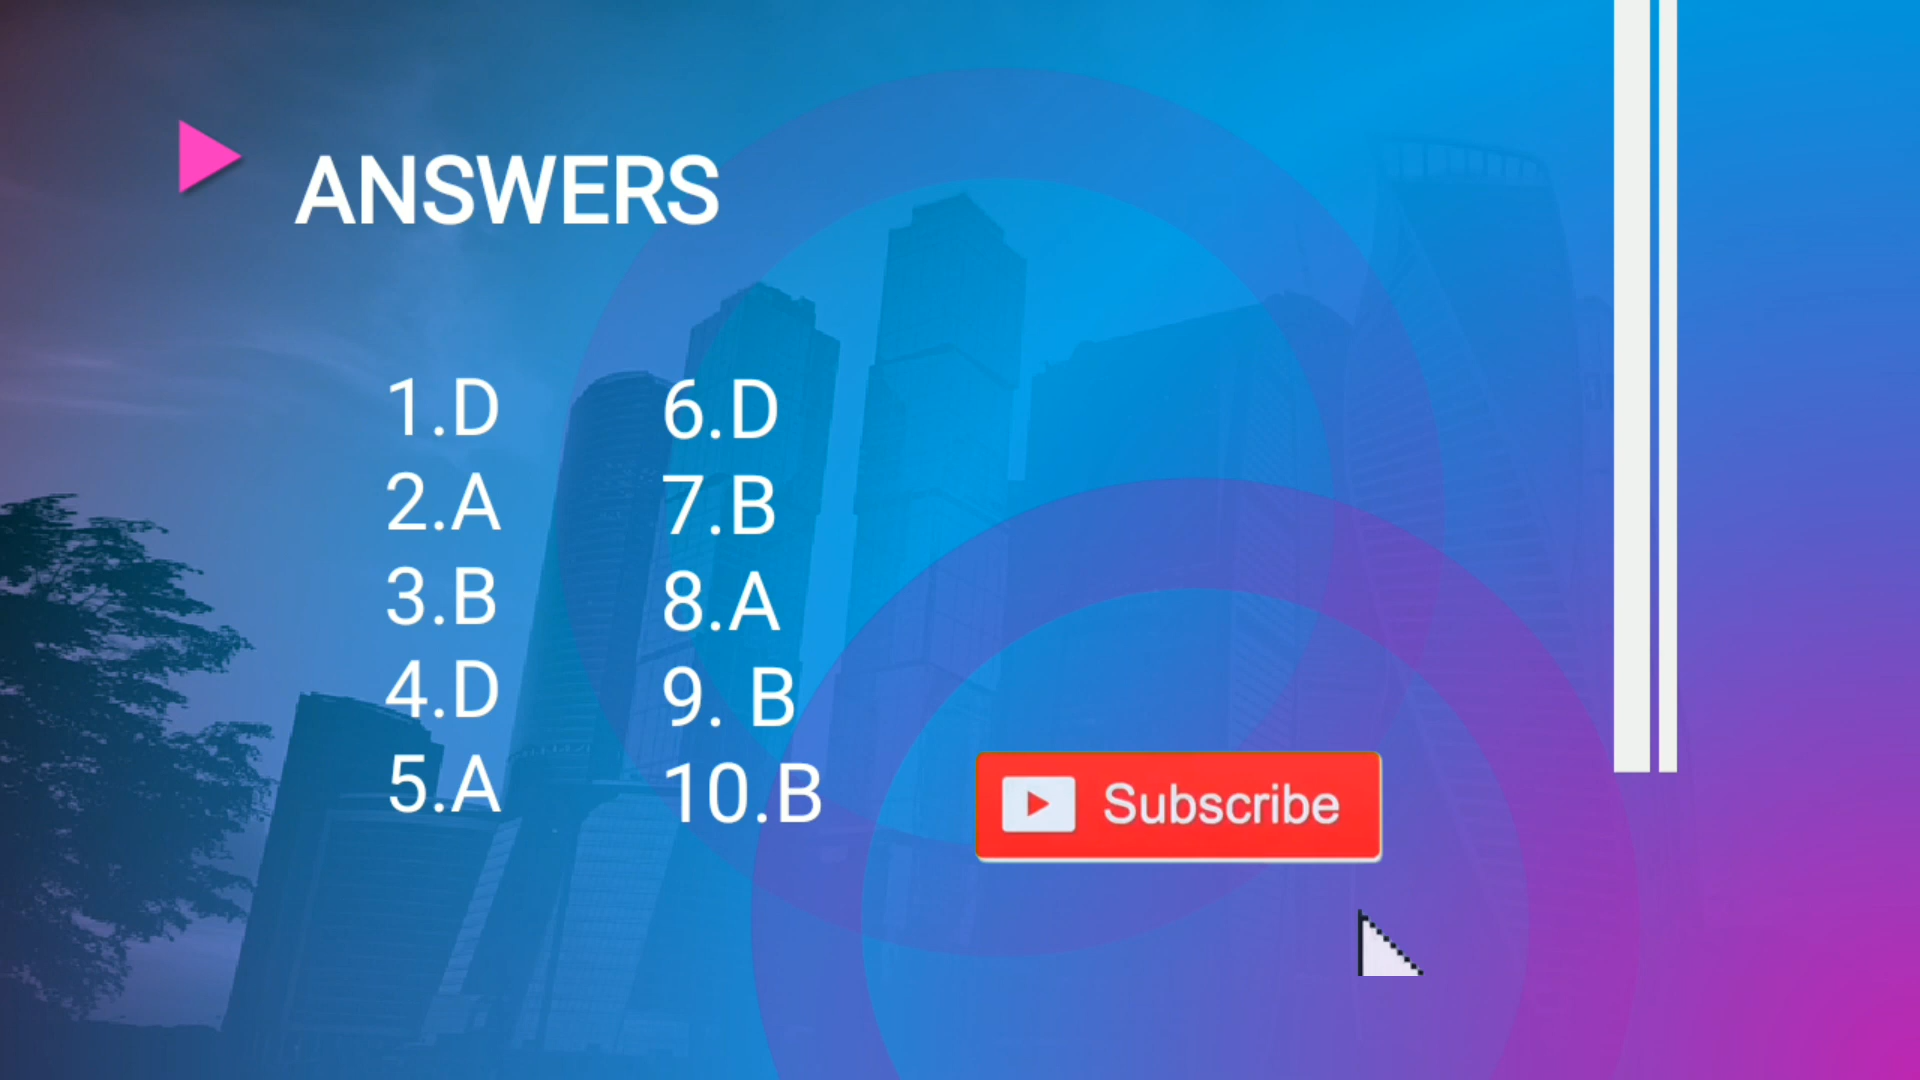 ANSWERS
1.D
2.A
3.B
4.D
5.A
6.D
7.B
8.A
9. B
10.B
Subscribe